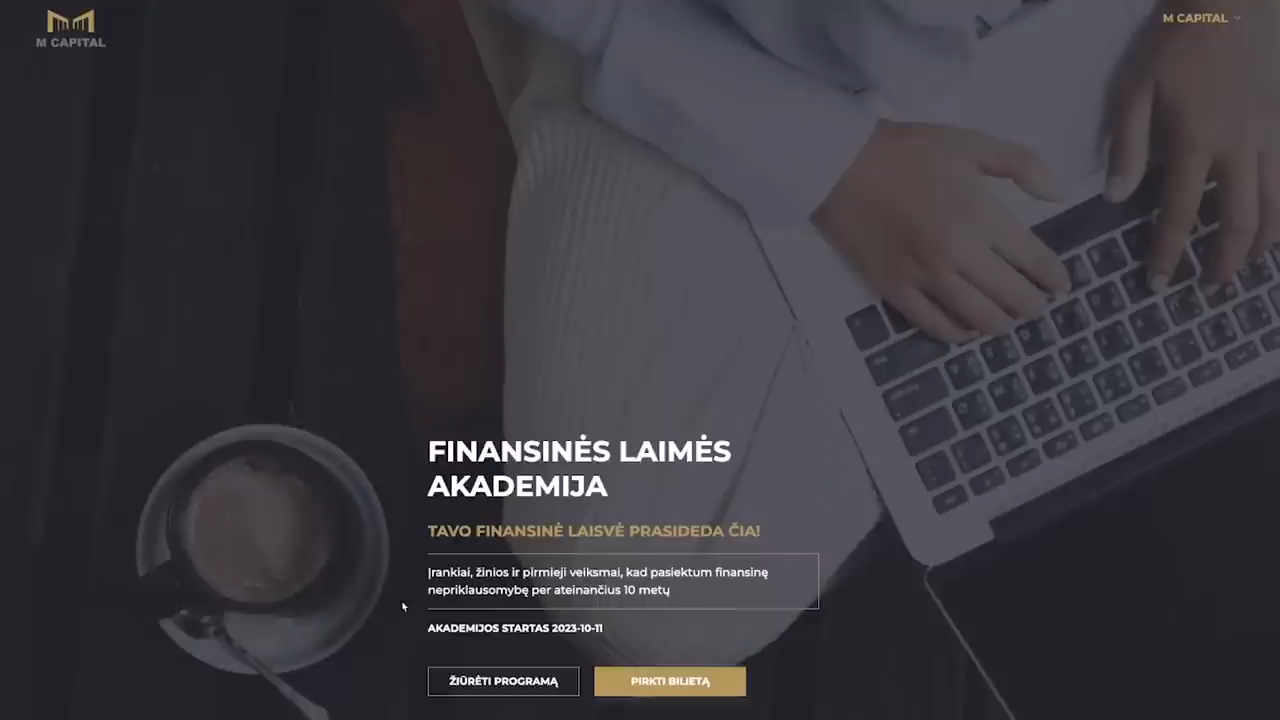 M CAPITAL
M CAPITAL
FINANSINĖS LAIMĖS
AKADEMIJA
TAVO FINANSINĖ LAISVĖ PRASIDEDA ČIA!
Įrankiai, žinios ir pirmieji veiksmai, kad pasiektum finansinę
nepriklausomybę per ateinančius 10 metų
AKADEMIJOS STARTAS 2023-10-11
ŽIŪRĖTI PROGRAMĄ
PIRKTI BILIETĄ